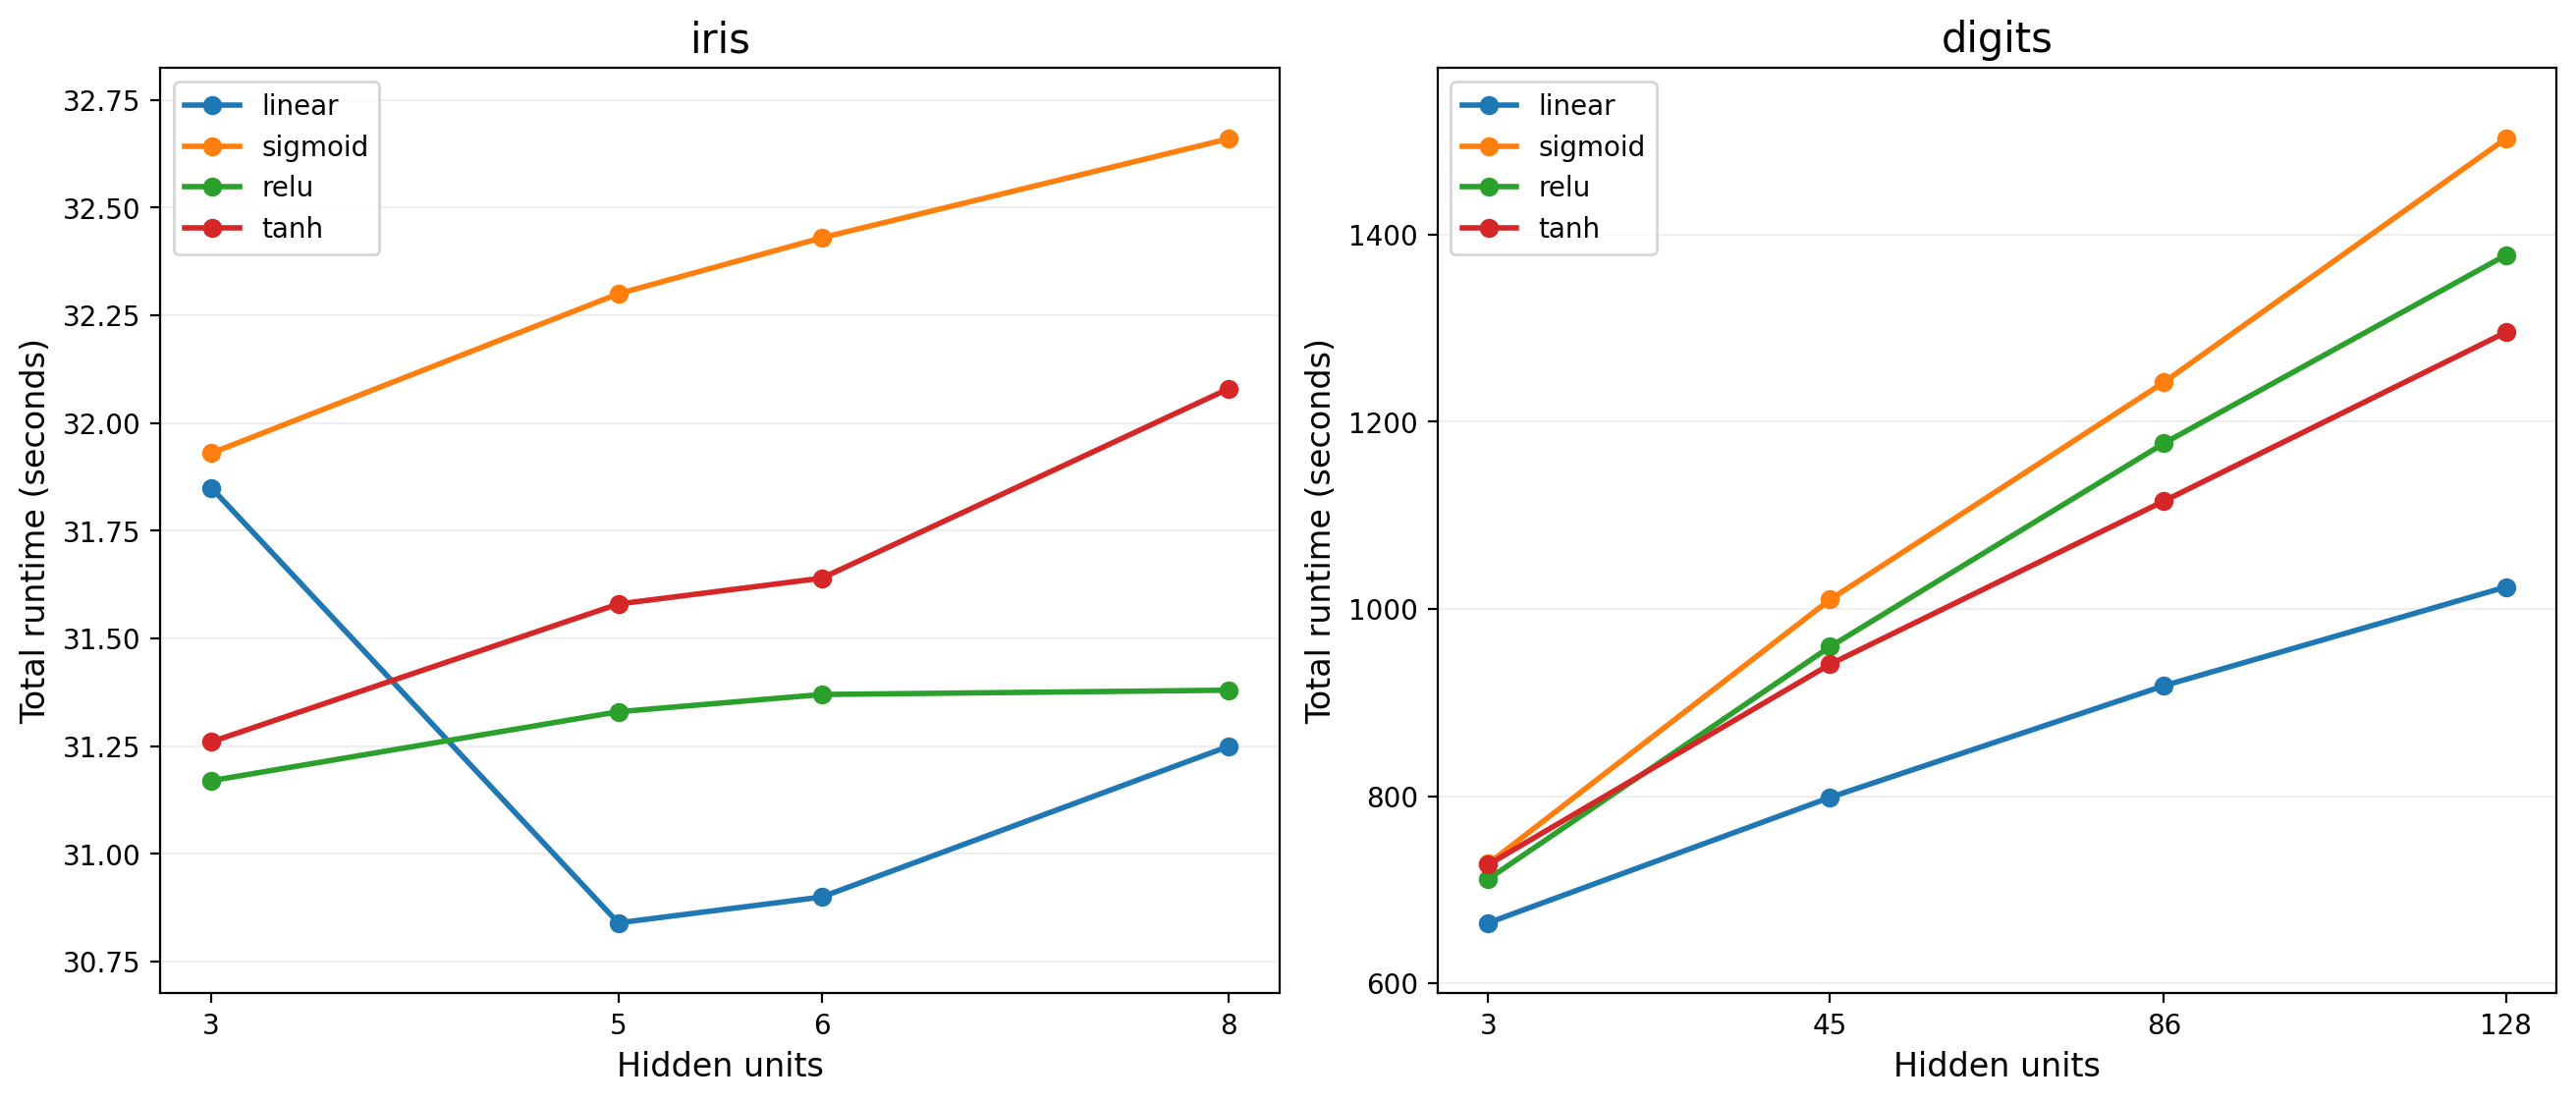 iris
32.75
32.50
32.25
32.00
31.75
31.50
31.25
31.00
30.75
Total runtime (seconds)
linear
sigmoid
relu
tanh
3 5 6 8
Hidden units
digits
1400
1200
1000
800
600
Total runtime (seconds)
linear
sigmoid
relu
tanh
3 45 86 128
Hidden units